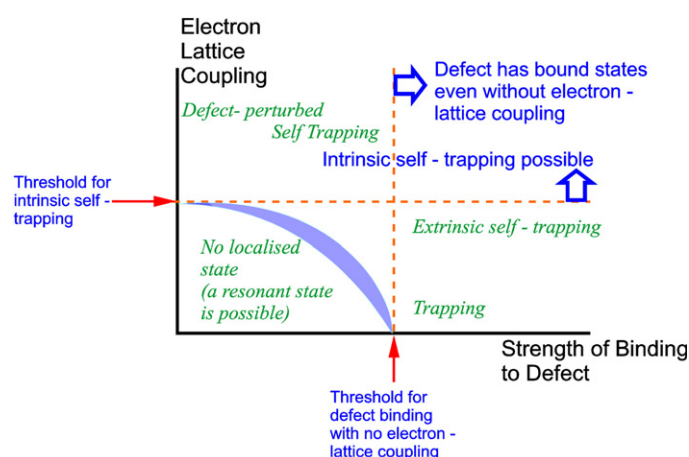 Electron
Lattice
Coupling
Defect has bound states
even without electron -
lattice coupling
Defect- perturbed
Self Trapping
Intrinsic self - trapping possible
Threshold for
intrinsic self -
trapping
Extrinsic self - trapping
No localised
state
(a resonant state
is possible)
Trapping
Strength of Binding
to Defect
Threshold for
defect binding
with no electron -
lattice coupling